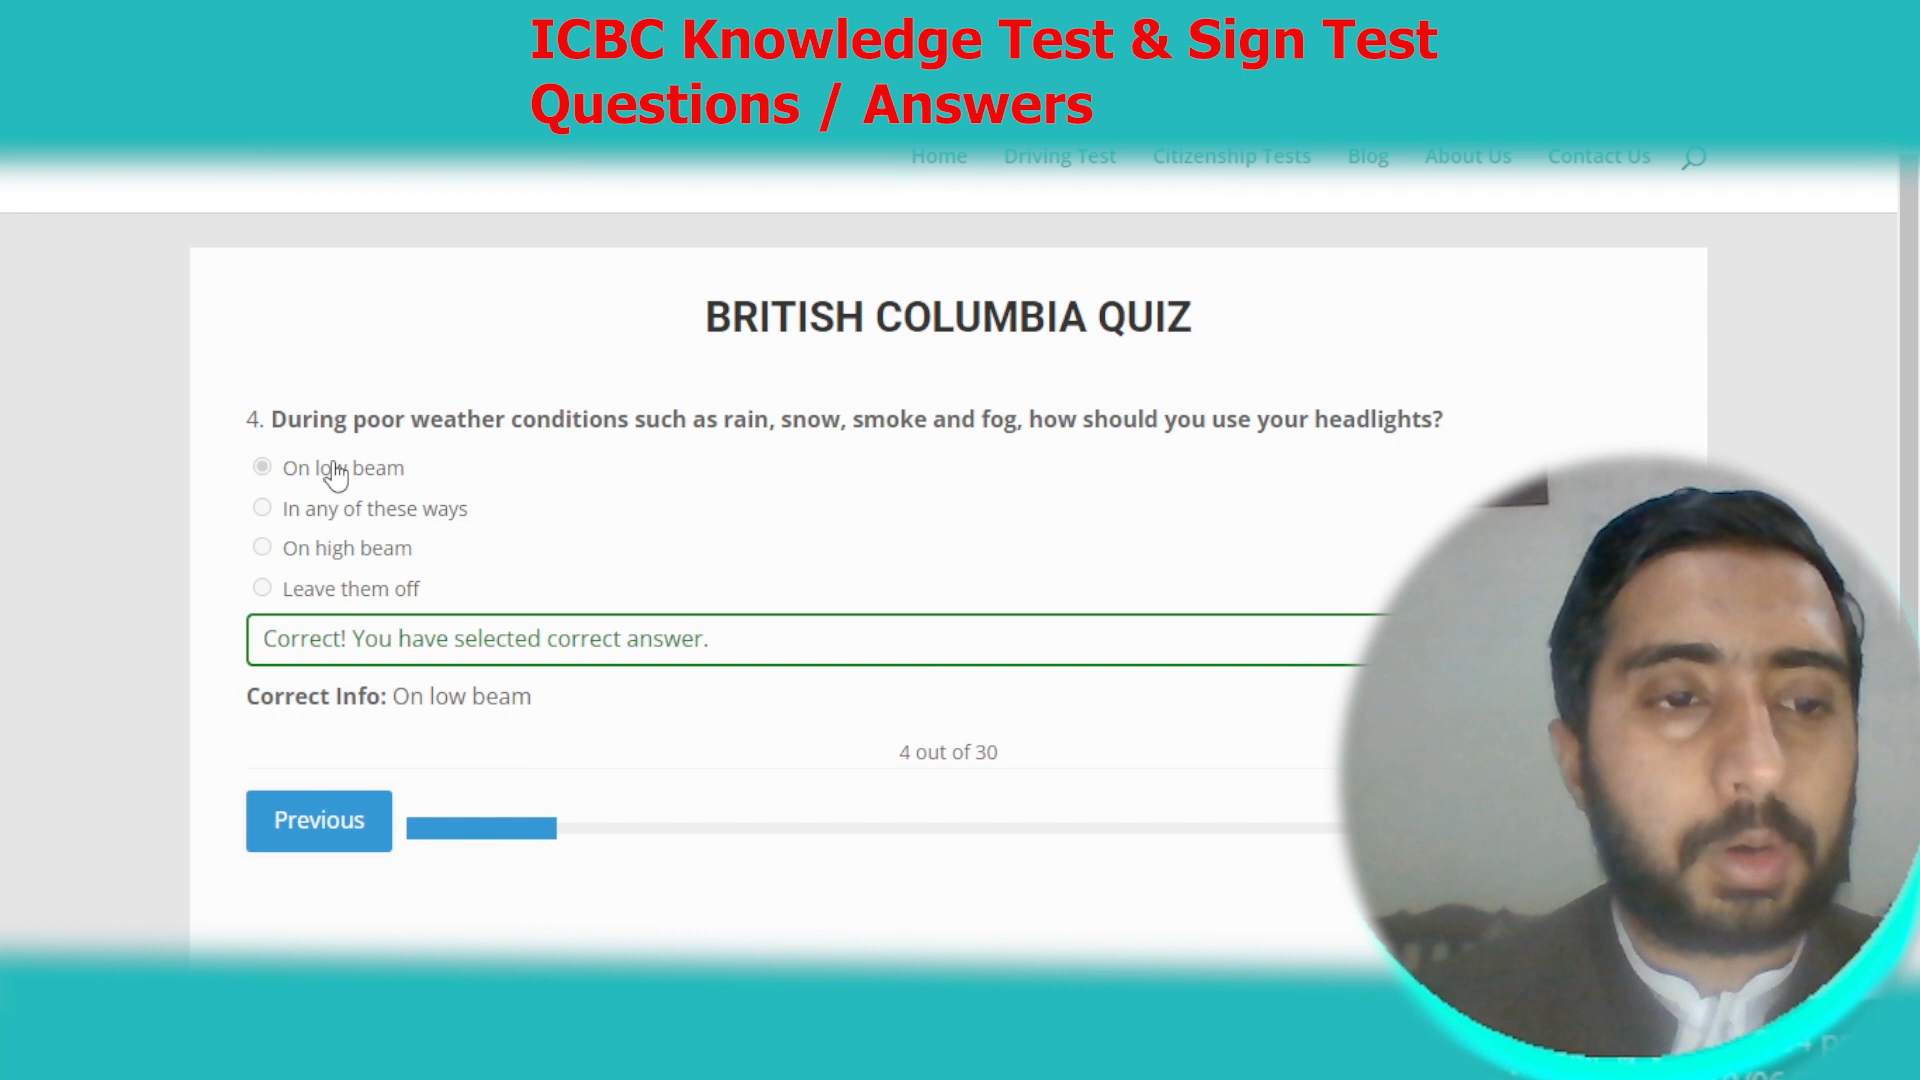 ICBC Knowledge Test & Sign Test
Questions / Answers
Home Driving Test Citizenship Tests Blog About Us Contact Us
BRITISH COLUMBIA QUIZ
4. During poor weather conditions such as rain, snow, smoke and fog, how should you use your headlights?
On low beam
In any of these ways
On high beam
Leave them off
Correct! You have selected correct answer.
Correct Info: On low beam
4 out of 30
Previous